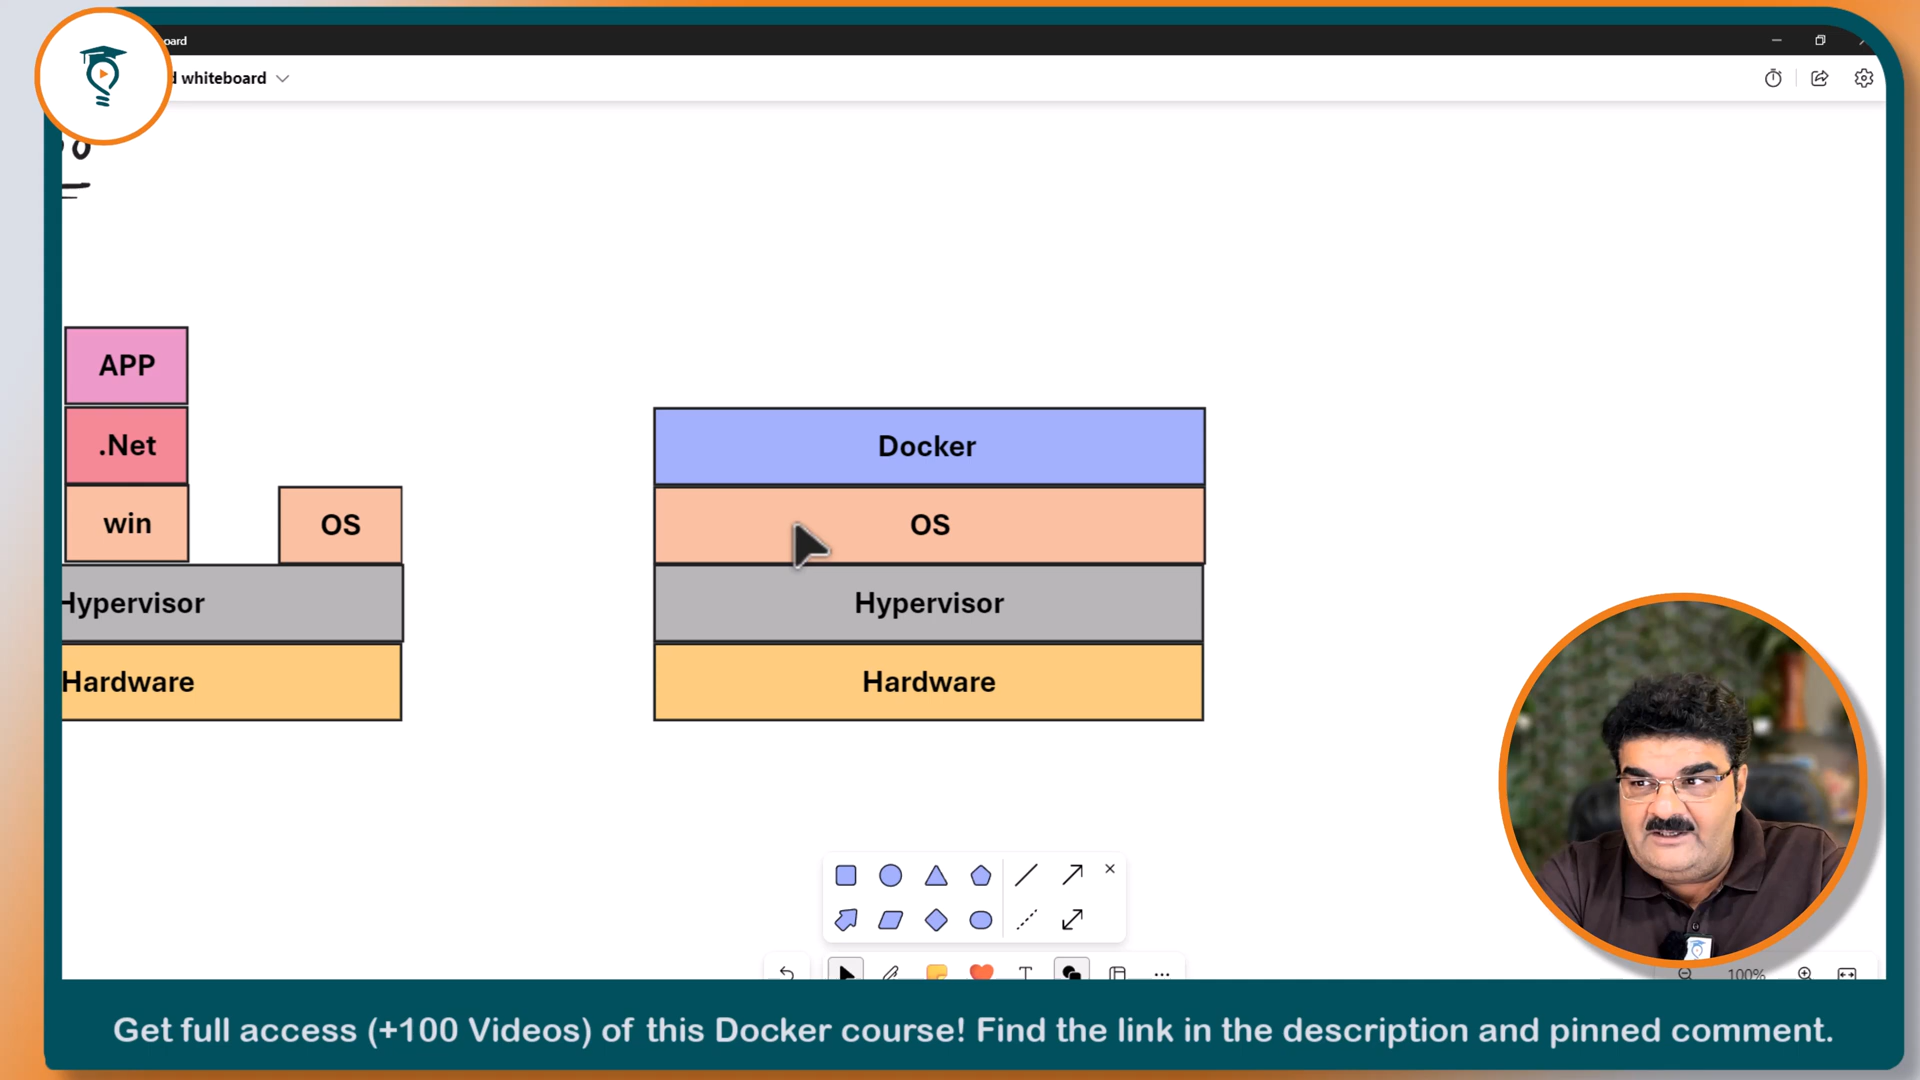 d whiteboard
APP
.Net
win
OS
Hypervisor
Hardware
Docker
OS
Hypervisor
Hardware
100%
Get full access (+100 Videos) of this Docker course! Find the link in the description and pinned comment.